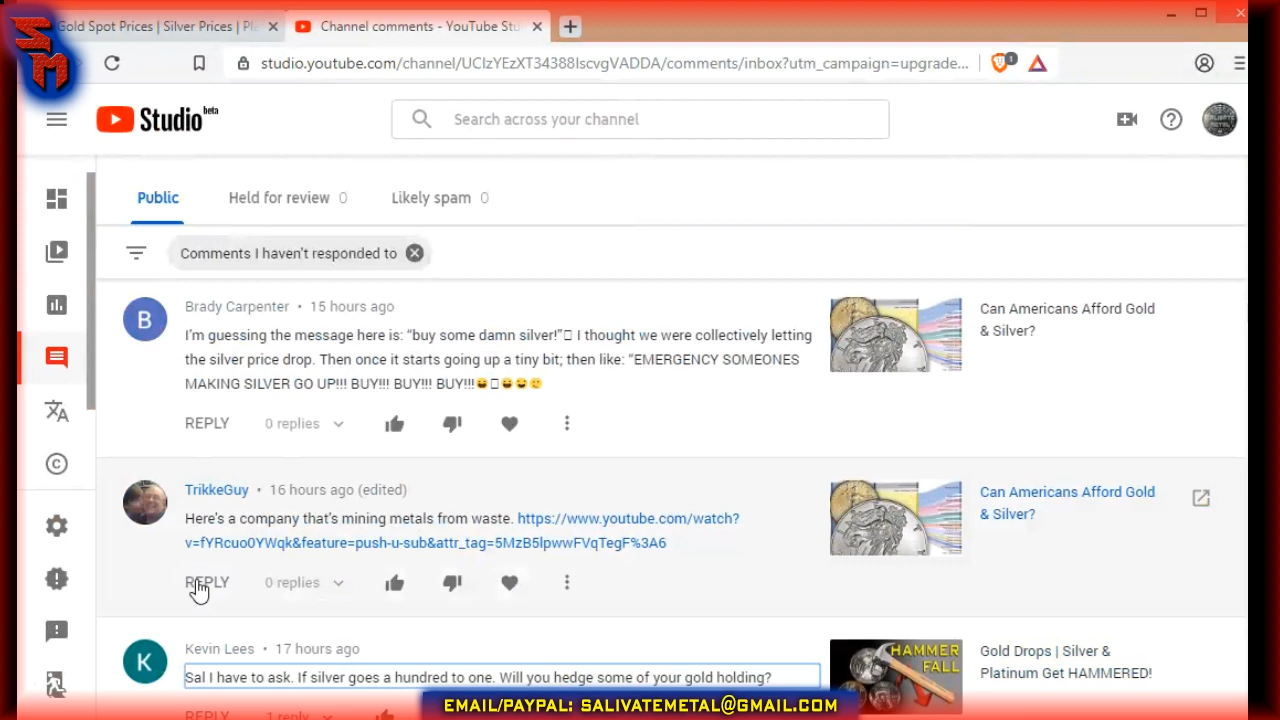 SM
Gold Spot Prices | Silver Prices | Pl
Channel comments - YouTube Stu
studio.youtube.com/channel/UCIzYEzXT34388IscvgVADDA/comments/inbox?utm_campaign=upgrade...
1
Studio beta
Search across your channel
SALIVATE METAL
Public
Held for review 0
Likely spam 0
Comments I haven't responded to
B
Brady Carpenter • 15 hours ago
I'm guessing the message here is: “buy some damn silver!” I thought we were collectively letting
the silver price drop. Then once it starts going up a tiny bit; then like: “EMERGENCY SOMEONES
MAKING SILVER GO UP!!! BUY!!! BUY!!! BUY!!!😄😄😂🙂
REPLY 0 replies
Can Americans Afford Gold
& Silver?
TrikkeGuy • 16 hours ago (edited)
Here's a company that's mining metals from waste. https://www.youtube.com/watch?
v=fYRcuo0YWqk&feature=push-u-sub&attr_tag=5MzB5lpwwFVqTegF%3A6
REPLY 0 replies
Can Americans Afford Gold
& Silver?
K
Kevin Lees • 17 hours ago
Sal I have to ask. If silver goes a hundred to one. Will you hedge some of your gold holding?
REPLY 1 reply
HAMMER
FALL
Gold Drops | Silver &
Platinum Get HAMMERED!
EMAIL/PAYPAL: SALIVATEMETAL@GMAIL.COM